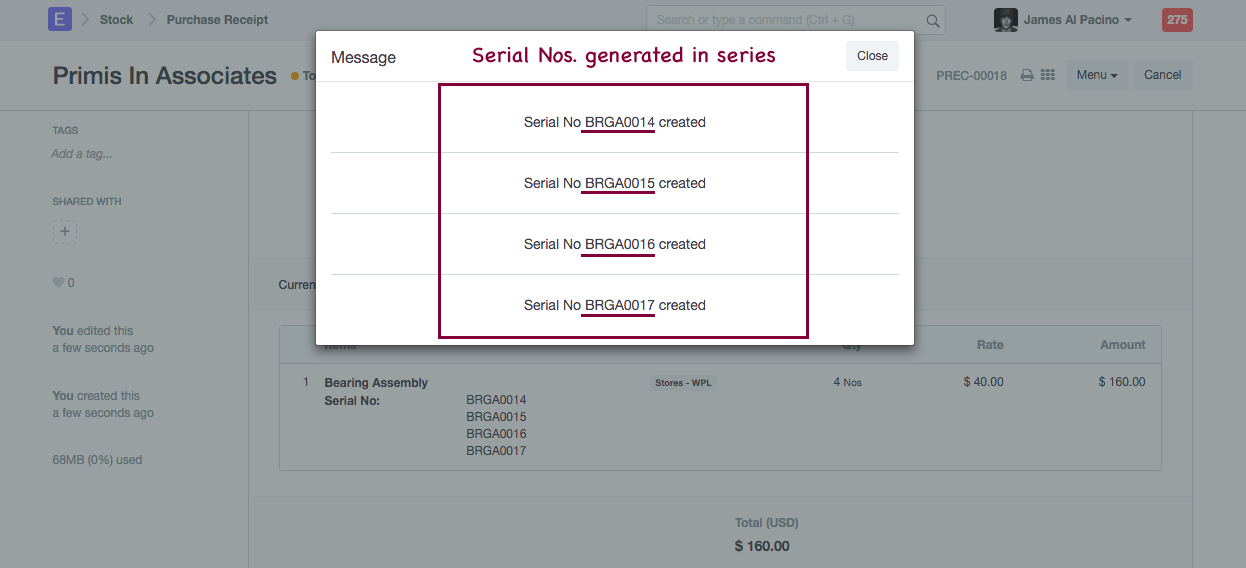 E Stock Purchase Receipt Search or type a command (Ctrl + G) James Al Pacino 275
Message Serial Nos. generated in series Close
Primis In Associates To PREC-00018 Menu Cancel
TAGS
Add a tag...
SHARED WITH
+
0
You edited this
a few seconds ago
You created this
a few seconds ago
68MB (0%) used
Serial No BRGA0014 created
Serial No BRGA0015 created
Serial No BRGA0016 created
Serial No BRGA0017 created
Curren
Items Qty Rate Amount
1 Bearing Assembly Stores - WPL 4 Nos $ 40.00 $ 160.00
Serial No: BRGA0014
BRGA0015
BRGA0016
BRGA0017
Total (USD)
$ 160.00